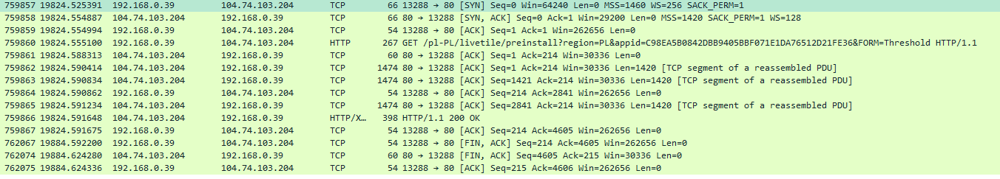 759857 19824.525391 192.168.0.39 104.74.103.204 TCP 66 13288 → 80 [SYN] Seq=0 Win=64240 Len=0 MSS=1460 WS=256 SACK_PERM=1
759858 19824.554887 104.74.103.204 192.168.0.39 TCP 66 80 → 13288 [SYN, ACK] Seq=0 Ack=1 Win=29200 Len=0 MSS=1420 SACK_PERM=1 WS=128
759859 19824.554994 192.168.0.39 104.74.103.204 TCP 54 13288 → 80 [ACK] Seq=1 Ack=1 Win=262656 Len=0
759860 19824.555100 192.168.0.39 104.74.103.204 HTTP 267 GET /pl-PL/livetile/preinstall?region=PL&appid=C98EA5B0842DBB9405BBF071E1DA76512D21FE36&FORM=Threshold HTTP/1.1
759861 19824.588313 104.74.103.204 192.168.0.39 TCP 60 80 → 13288 [ACK] Seq=1 Ack=214 Win=30336 Len=0
759862 19824.590414 104.74.103.204 192.168.0.39 TCP 1474 80 → 13288 [ACK] Seq=1 Ack=214 Win=30336 Len=1420 [TCP segment of a reassembled PDU]
759863 19824.590834 104.74.103.204 192.168.0.39 TCP 1474 80 → 13288 [ACK] Seq=1421 Ack=214 Win=30336 Len=1420 [TCP segment of a reassembled PDU]
759864 19824.590862 192.168.0.39 104.74.103.204 TCP 54 13288 → 80 [ACK] Seq=214 Ack=2841 Win=262656 Len=0
759865 19824.591234 104.74.103.204 192.168.0.39 TCP 1474 80 → 13288 [ACK] Seq=2841 Ack=214 Win=30336 Len=1420 [TCP segment of a reassembled PDU]
759866 19824.591648 104.74.103.204 192.168.0.39 HTTP/X… 398 HTTP/1.1 200 OK
759867 19824.591675 192.168.0.39 104.74.103.204 TCP 54 13288 → 80 [ACK] Seq=214 Ack=4605 Win=262656 Len=0
762067 19884.592200 192.168.0.39 104.74.103.204 TCP 54 13288 → 80 [FIN, ACK] Seq=214 Ack=4605 Win=262656 Len=0
762074 19884.624280 104.74.103.204 192.168.0.39 TCP 60 80 → 13288 [FIN, ACK] Seq=4605 Ack=215 Win=30336 Len=0
762075 19884.624336 192.168.0.39 104.74.103.204 TCP 54 13288 → 80 [ACK] Seq=215 Ack=4606 Win=262656 Len=0